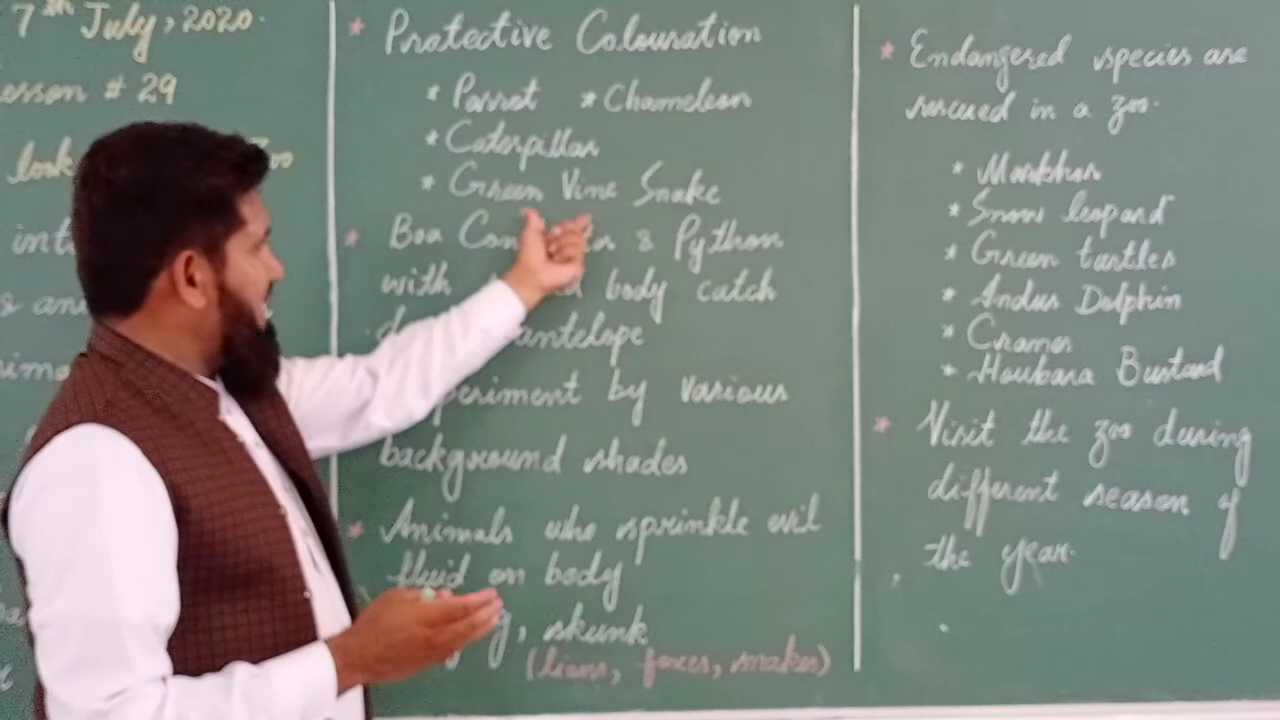 7th July, 2020.
Lesson # 29
look
Zoo
int
s an
Protective Colouration
* Parrot * Chameleon
* Caterpillar
* Green Vine Snake
Boa & Python
with body catch
antelope
by various
background shades
Animals who sprinkle evil
fluid on body
, skunk
(lions, foxes, snakes)
* Endangered species are
rescued in a zoo.
* Markhor
* Snow leopard
* Green turtles
* Indus Dolphin
* Houbara Bustard
* Visit the zoo during
different season of
the year.